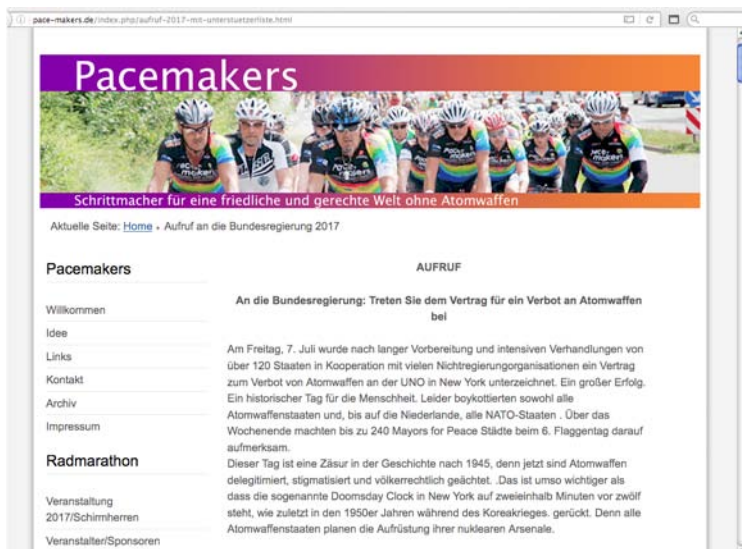 pace-makers.de/index.php/aufruf-2017-mit-unterstuetzerliste.html
Pacemakers
Schrittmacher für eine friedliche und gerechte Welt ohne Atomwaffen
Aktuelle Seite: Home Aufruf an die Bundesregierung 2017
Pacemakers
Willkommen
Idee
Links
Kontakt
Archiv
Impressum
Radmarathon
Veranstaltung
2017/Schirmherren
Veranstalter/Sponsoren
AUFRUF
An die Bundesregierung: Treten Sie dem Vertrag für ein Verbot an Atomwaffen
bei
Am Freitag, 7. Juli wurde nach langer Vorbereitung und intensiven Verhandlungen von
über 120 Staaten in Kooperation mit vielen Nichtregierungorganisationen ein Vertrag
zum Verbot von Atomwaffen an der UNO in New York unterzeichnet. Ein großer Erfolg.
Ein historischer Tag für die Menschheit. Leider boykottierten sowohl alle
Atomwaffenstaaten und, bis auf die Niederlande, alle NATO-Staaten . Über das
Wochenende machten bis zu 240 Mayors for Peace Städte beim 6. Flaggentag darauf
aufmerksam.
Dieser Tag ist eine Zäsur in der Geschichte nach 1945, denn jetzt sind Atomwaffen
delegitimiert, stigmatisiert und völkerrechtlich geächtet. .Das ist umso wichtiger als
dass die sogenannte Doomsday Clock in New York auf zweieinhalb Minuten vor zwölf
steht, wie zuletzt in den 1950er Jahren während des Koreakrieges. gerückt. Denn alle
Atomwaffenstaaten planen die Aufrüstung ihrer nuklearen Arsenale.